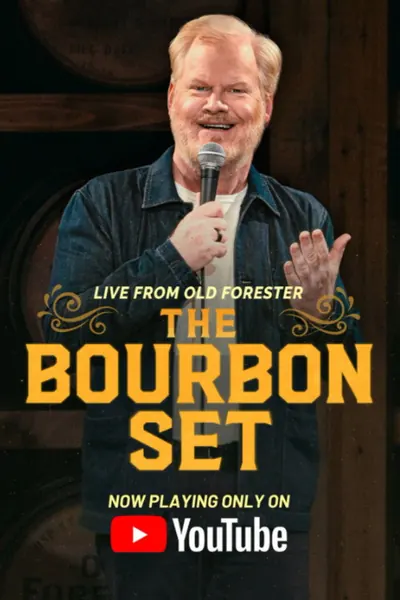 LIVE FROM OLD FORESTER
THE
BOURBON
SET
NOW PLAYING ONLY ON
YouTube